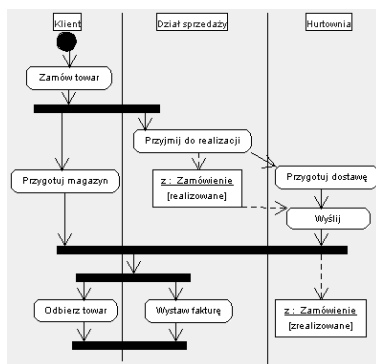 Klient
Dział sprzedaży
Hurtownia
Zamów towar
Przyjmij do realizacji
Przygotuj magazyn
z : Zamówienie
[realizowane]
Przygotuj dostawę
Wyślij
Odbierz towar
Wystaw fakturę
z : Zamówienie
[zrealizowane]